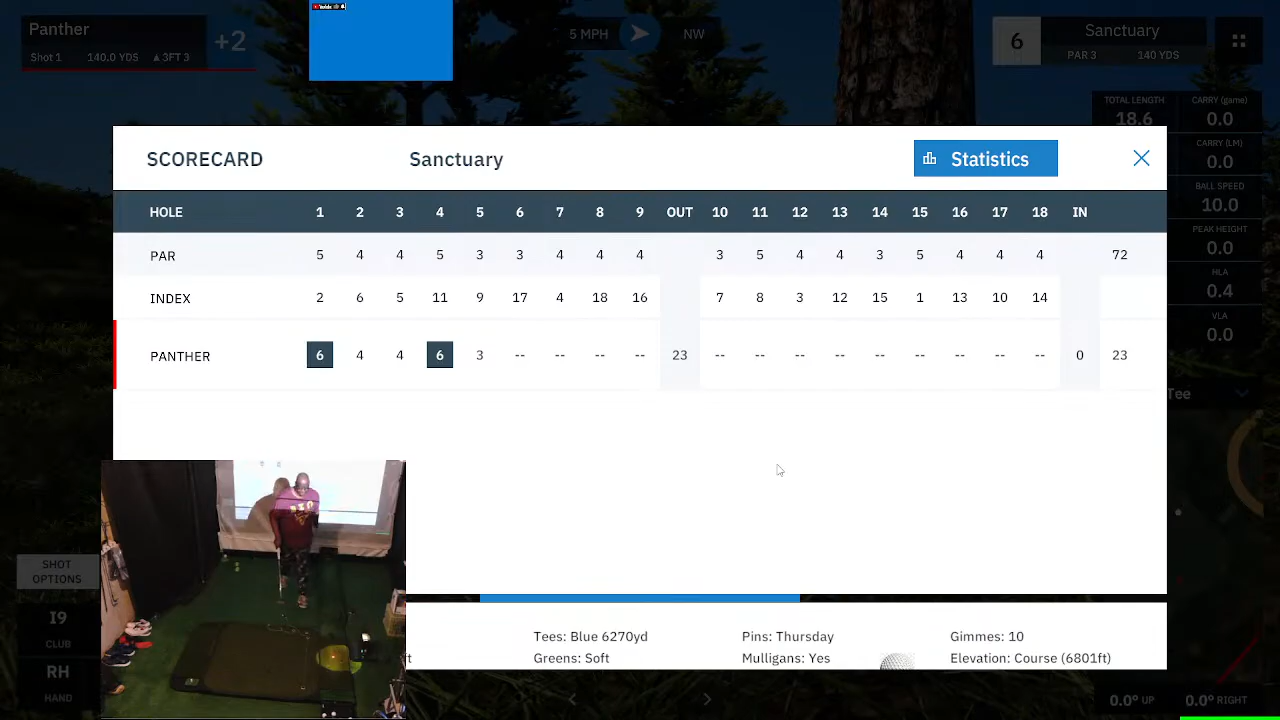 Panther
Shot 1 140.0 YDS ▲3FT 3
+2
5 MPH NW
6
Sanctuary
PAR 3 140 YDS
TOTAL LENGTH
18.6
CARRY (game)
0.0
CARRY (LM)
0.0
BALL SPEED
10.0
PEAK HEIGHT
0.0
HLA
0.4
VLA
0.0
SCORECARD Sanctuary Statistics
HOLE 1 2 3 4 5 6 7 8 9 OUT 10 11 12 13 14 15 16 17 18 IN
PAR 5 4 4 5 3 3 4 4 4 3 5 4 4 3 5 4 4 4 72
INDEX 2 6 5 11 9 17 4 18 16 7 8 3 12 15 1 13 10 14
PANTHER 6 4 4 6 3 -- -- -- -- 23 -- -- -- -- -- -- -- -- -- 0 23
Tee
SHOT
OPTIONS
I9
CLUB
RH
HAND
Tees: Blue 6270yd Pins: Thursday Gimmes: 10
ft Greens: Soft Mulligans: Yes Elevation: Course (6801ft)
0.0° UP 0.0° RIGHT